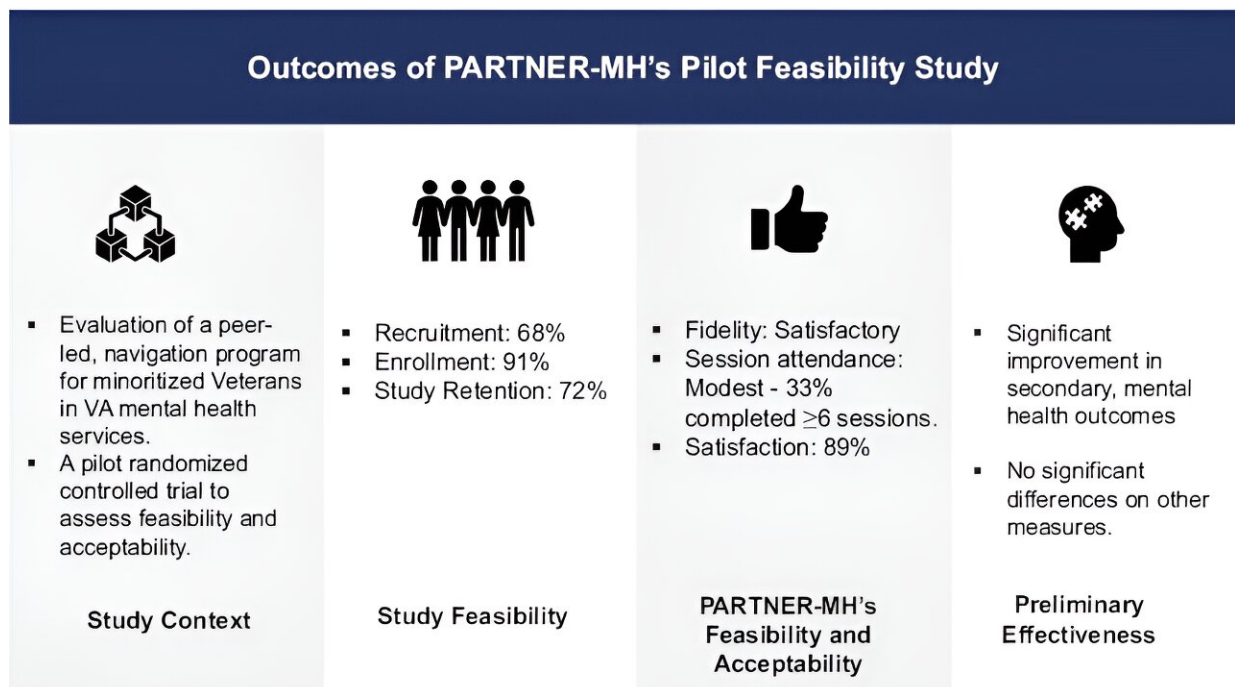 Outcomes of PARTNER-MH's Pilot Feasibility Study
▪ Evaluation of a peer-
led, navigation program
for minoritized Veterans
in VA mental health
services.
▪ A pilot randomized
controlled trial to
assess feasibility and
acceptability.
Study Context
▪ Recruitment: 68%
▪ Enrollment: 91%
▪ Study Retention: 72%
Study Feasibility
▪ Fidelity: Satisfactory
▪ Session attendance:
Modest - 33%
completed ≥6 sessions.
▪ Satisfaction: 89%
PARTNER-MH's
Feasibility and
Acceptability
▪ Significant
improvement in
secondary, mental
health outcomes
▪ No significant
differences on other
measures.
Preliminary
Effectiveness